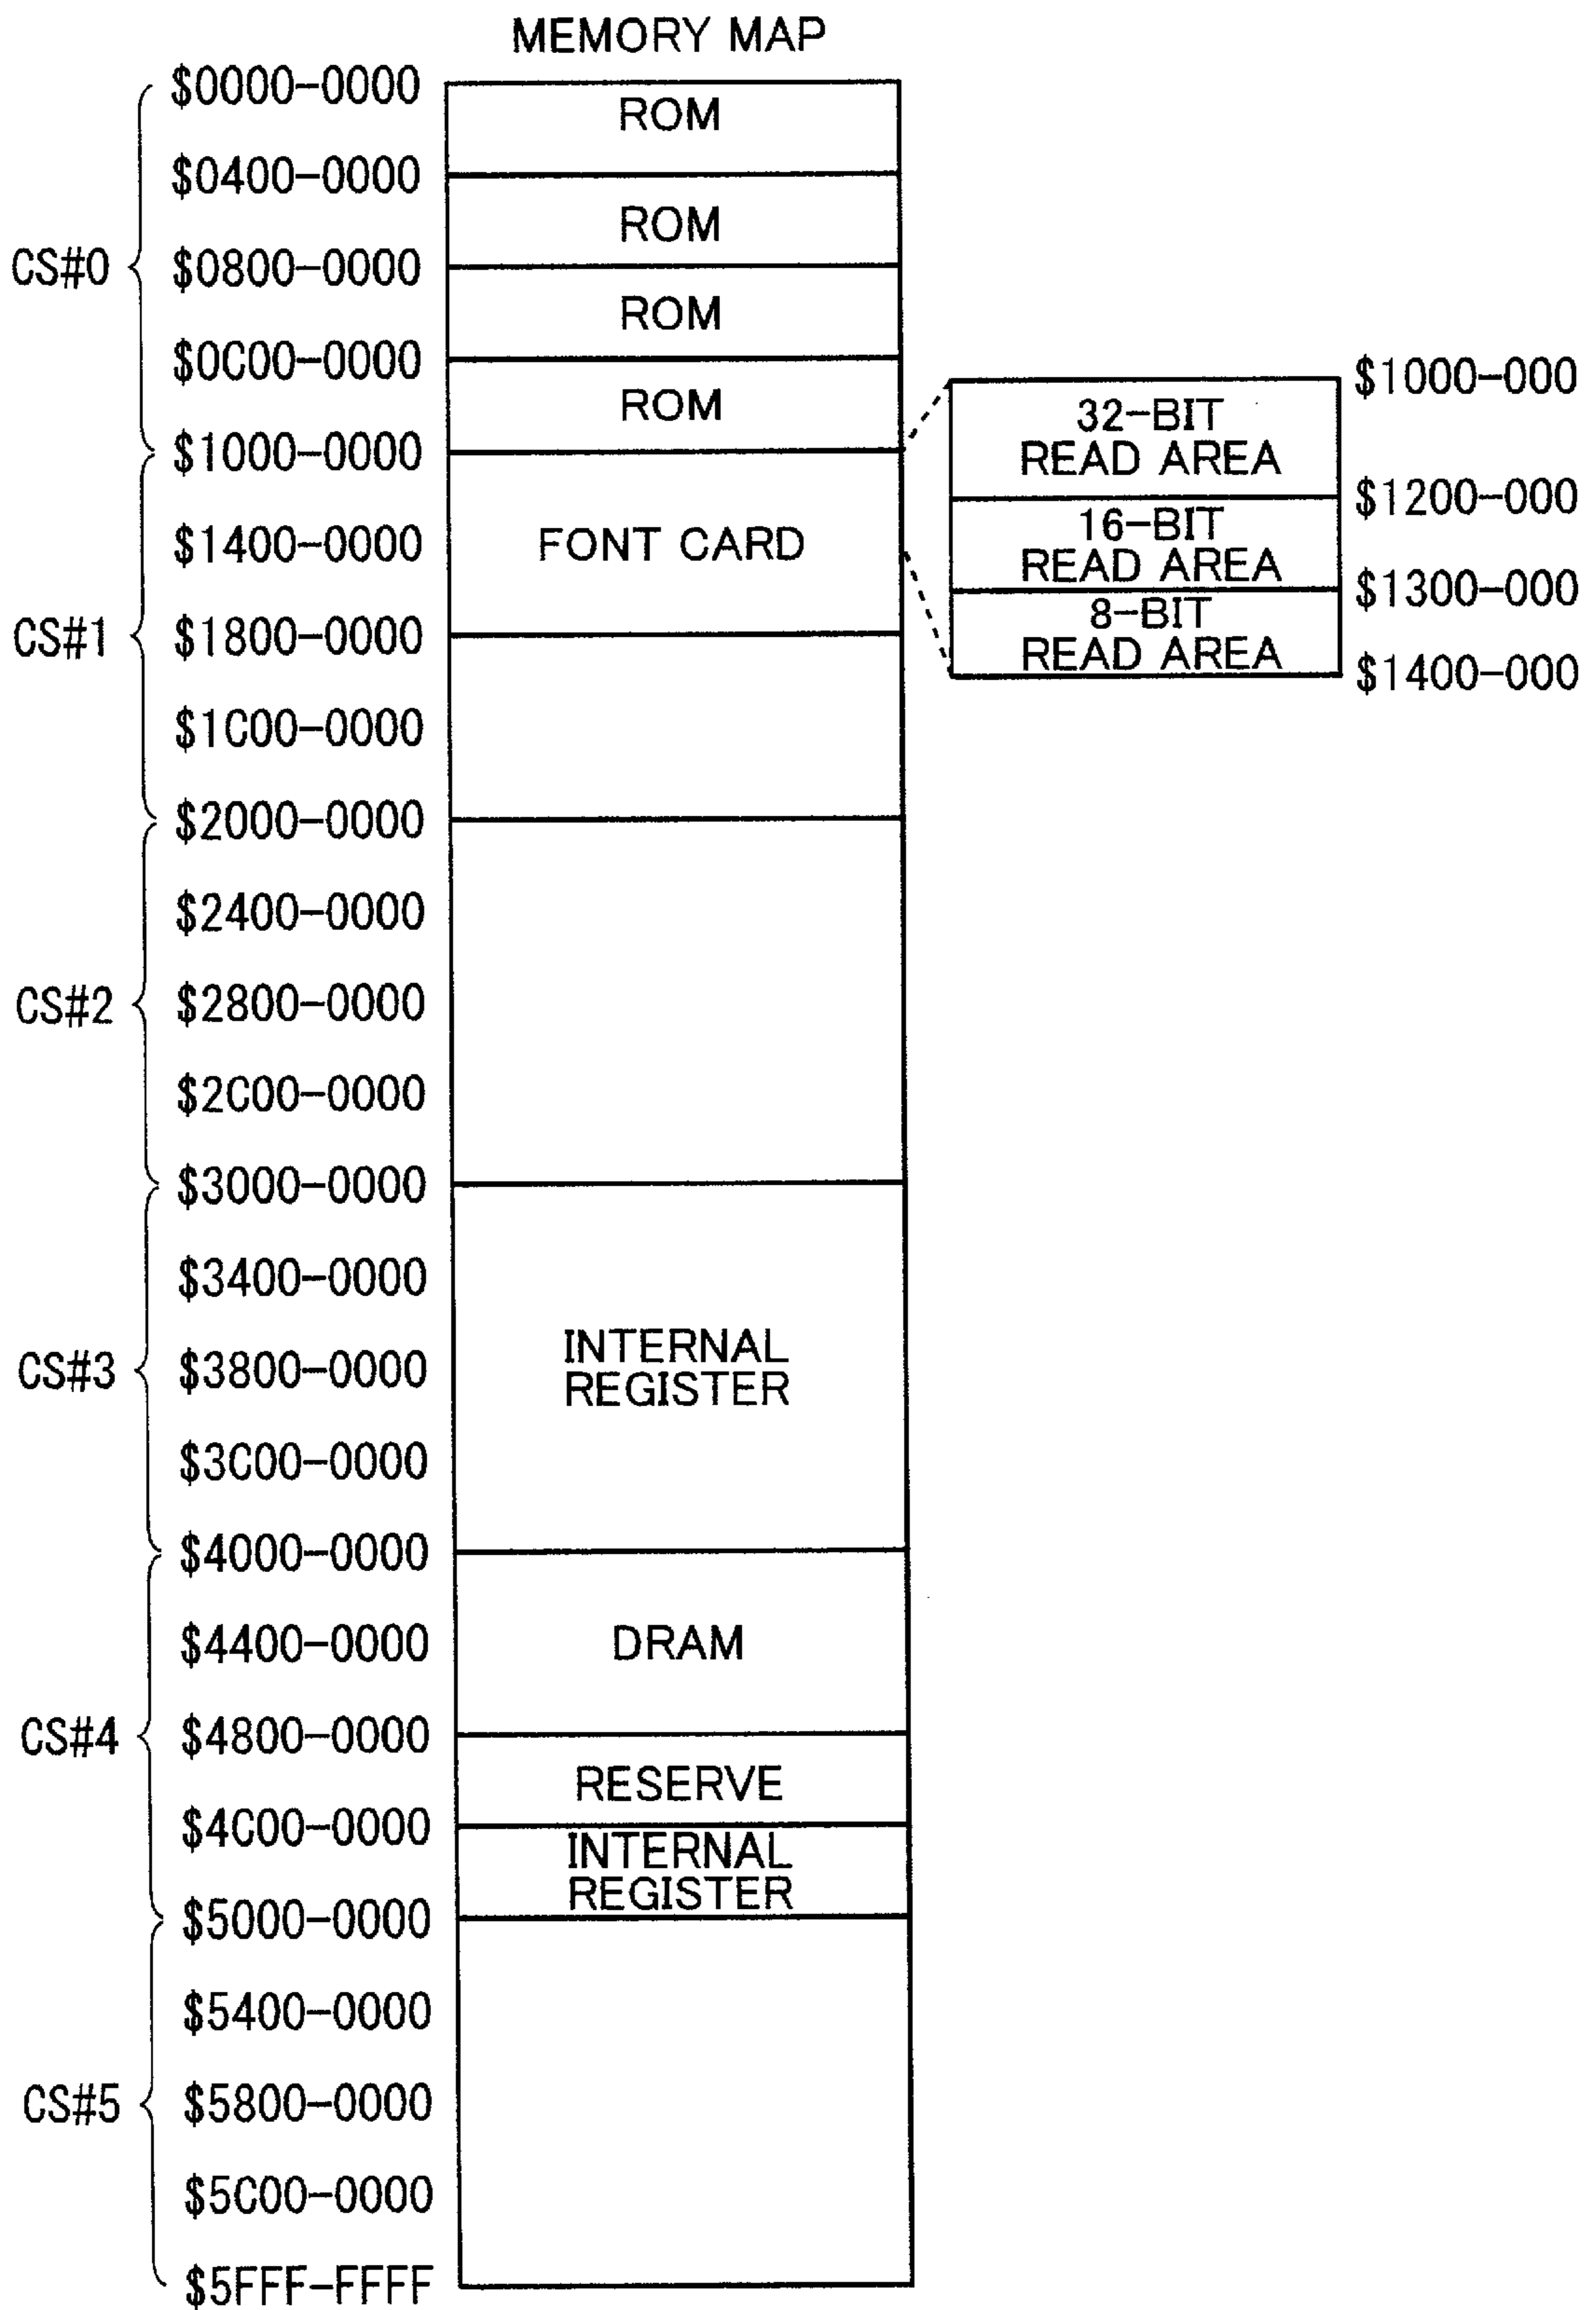 MEMORY MAP
$0000-0000
ROM
$0400-0000
ROM
CS#0
$0800-0000
ROM
$0C00-0000
ROM
$1000-0000
$1000-000
32-BIT
READ AREA
$1200-000
16-BIT
READ AREA
$1300-000
8-BIT
READ AREA
$1400-000
$1400-0000
FONT CARD
CS#1
$1800-0000
$1C00-0000
$2000-0000
$2400-0000
CS#2
$2800-0000
$2C00-0000
$3000-0000
$3400-0000
CS#3
$3800-0000
INTERNAL
REGISTER
$3C00-0000
$4000-0000
$4400-0000
DRAM
CS#4
$4800-0000
RESERVE
$4C00-0000
INTERNAL
REGISTER
$5000-0000
$5400-0000
CS#5
$5800-0000
$5C00-0000
$5FFF-FFFF